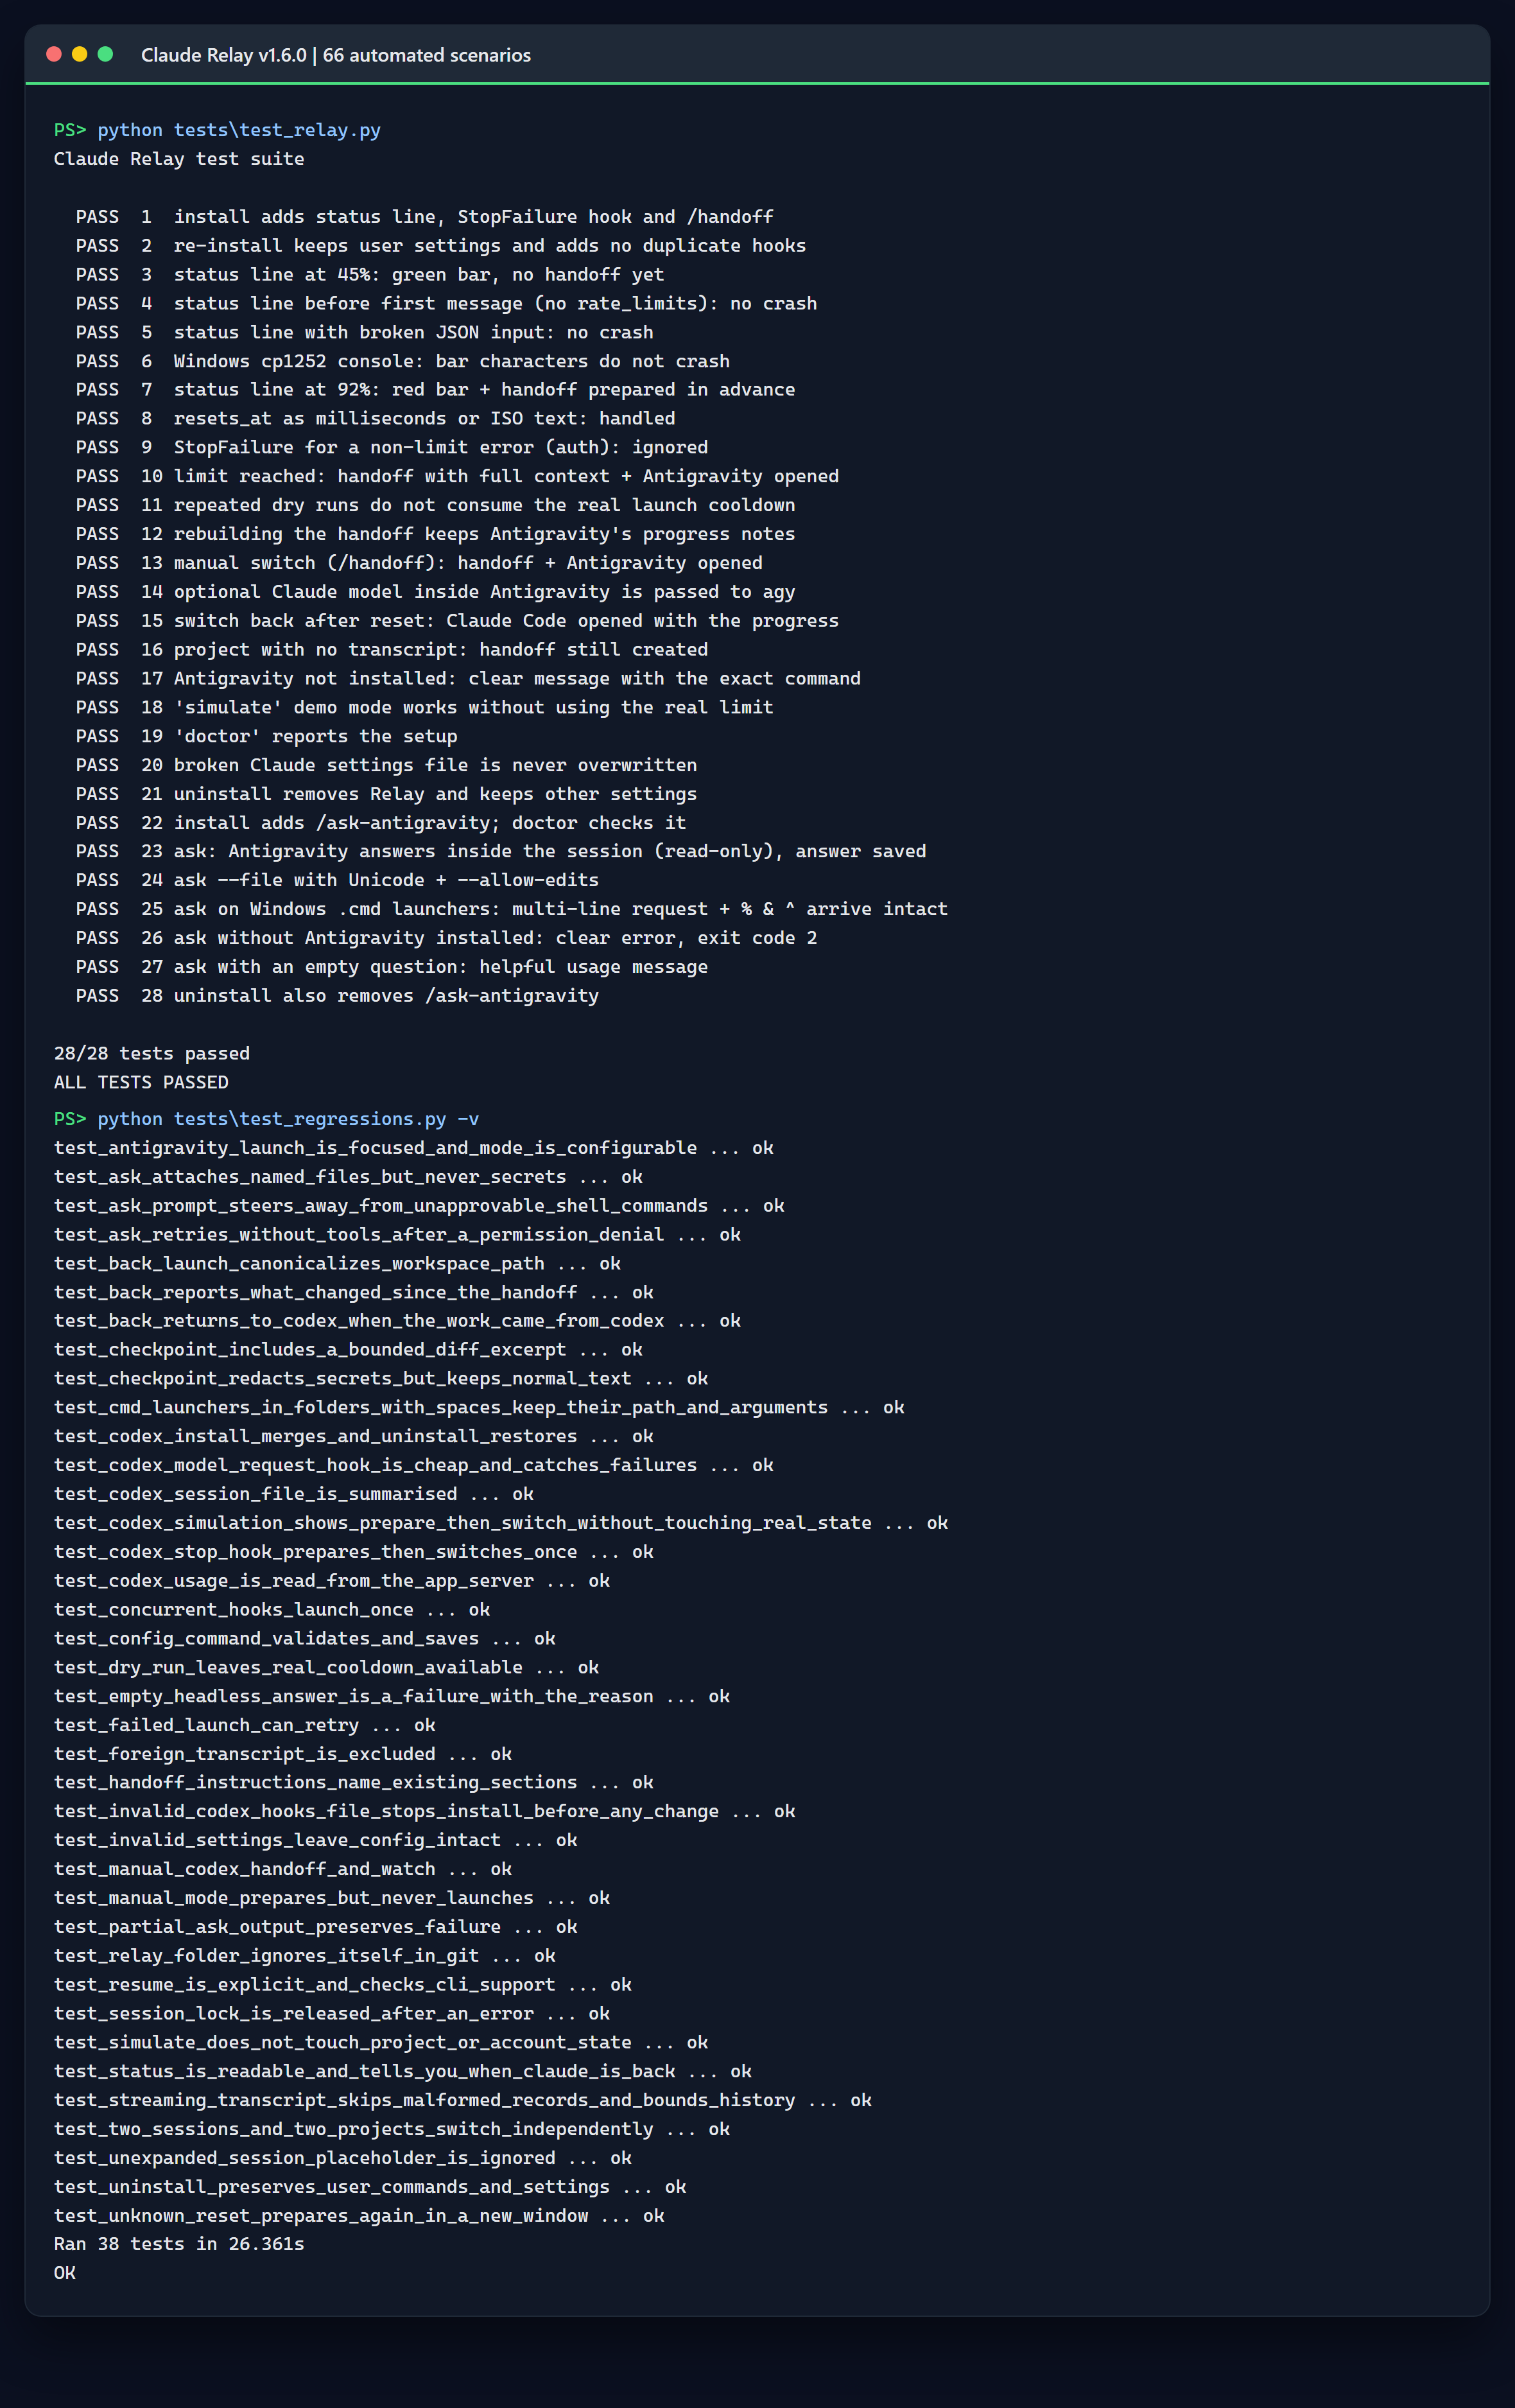 Claude Relay v1.6.0 | 66 automated scenarios
PS> python tests\test_relay.py
Claude Relay test suite
PASS 1 install adds status line, StopFailure hook and /handoff
PASS 2 re-install keeps user settings and adds no duplicate hooks
PASS 3 status line at 45%: green bar, no handoff yet
PASS 4 status line before first message (no rate_limits): no crash
PASS 5 status line with broken JSON input: no crash
PASS 6 Windows cp1252 console: bar characters do not crash
PASS 7 status line at 92%: red bar + handoff prepared in advance
PASS 8 resets_at as milliseconds or ISO text: handled
PASS 9 StopFailure for a non-limit error (auth): ignored
PASS 10 limit reached: handoff with full context + Antigravity opened
PASS 11 repeated dry runs do not consume the real launch cooldown
PASS 12 rebuilding the handoff keeps Antigravity's progress notes
PASS 13 manual switch (/handoff): handoff + Antigravity opened
PASS 14 optional Claude model inside Antigravity is passed to agy
PASS 15 switch back after reset: Claude Code opened with the progress
PASS 16 project with no transcript: handoff still created
PASS 17 Antigravity not installed: clear message with the exact command
PASS 18 'simulate' demo mode works without using the real limit
PASS 19 'doctor' reports the setup
PASS 20 broken Claude settings file is never overwritten
PASS 21 uninstall removes Relay and keeps other settings
PASS 22 install adds /ask-antigravity; doctor checks it
PASS 23 ask: Antigravity answers inside the session (read-only), answer saved
PASS 24 ask --file with Unicode + --allow-edits
PASS 25 ask on Windows .cmd launchers: multi-line request + % & ^ arrive intact
PASS 26 ask without Antigravity installed: clear error, exit code 2
PASS 27 ask with an empty question: helpful usage message
PASS 28 uninstall also removes /ask-antigravity
28/28 tests passed
ALL TESTS PASSED
PS> python tests\test_regressions.py -v
test_antigravity_launch_is_focused_and_mode_is_configurable ... ok
test_ask_attaches_named_files_but_never_secrets ... ok
test_ask_prompt_steers_away_from_unapprovable_shell_commands ... ok
test_ask_retries_without_tools_after_a_permission_denial ... ok
test_back_launch_canonicalizes_workspace_path ... ok
test_back_reports_what_changed_since_the_handoff ... ok
test_back_returns_to_codex_when_the_work_came_from_codex ... ok
test_checkpoint_includes_a_bounded_diff_excerpt ... ok
test_checkpoint_redacts_secrets_but_keeps_normal_text ... ok
test_cmd_launchers_in_folders_with_spaces_keep_their_path_and_arguments ... ok
test_codex_install_merges_and_uninstall_restores ... ok
test_codex_model_request_hook_is_cheap_and_catches_failures ... ok
test_codex_session_file_is_summarised ... ok
test_codex_simulation_shows_prepare_then_switch_without_touching_real_state ... ok
test_codex_stop_hook_prepares_then_switches_once ... ok
test_codex_usage_is_read_from_the_app_server ... ok
test_concurrent_hooks_launch_once ... ok
test_config_command_validates_and_saves ... ok
test_dry_run_leaves_real_cooldown_available ... ok
test_empty_headless_answer_is_a_failure_with_the_reason ... ok
test_failed_launch_can_retry ... ok
test_foreign_transcript_is_excluded ... ok
test_handoff_instructions_name_existing_sections ... ok
test_invalid_codex_hooks_file_stops_install_before_any_change ... ok
test_invalid_settings_leave_config_intact ... ok
test_manual_codex_handoff_and_watch ... ok
test_manual_mode_prepares_but_never_launches ... ok
test_partial_ask_output_preserves_failure ... ok
test_relay_folder_ignores_itself_in_git ... ok
test_resume_is_explicit_and_checks_cli_support ... ok
test_session_lock_is_released_after_an_error ... ok
test_simulate_does_not_touch_project_or_account_state ... ok
test_status_is_readable_and_tells_you_when_claude_is_back ... ok
test_streaming_transcript_skips_malformed_records_and_bounds_history ... ok
test_two_sessions_and_two_projects_switch_independently ... ok
test_unexpanded_session_placeholder_is_ignored ... ok
test_uninstall_preserves_user_commands_and_settings ... ok
test_unknown_reset_prepares_again_in_a_new_window ... ok
Ran 38 tests in 26.361s
OK